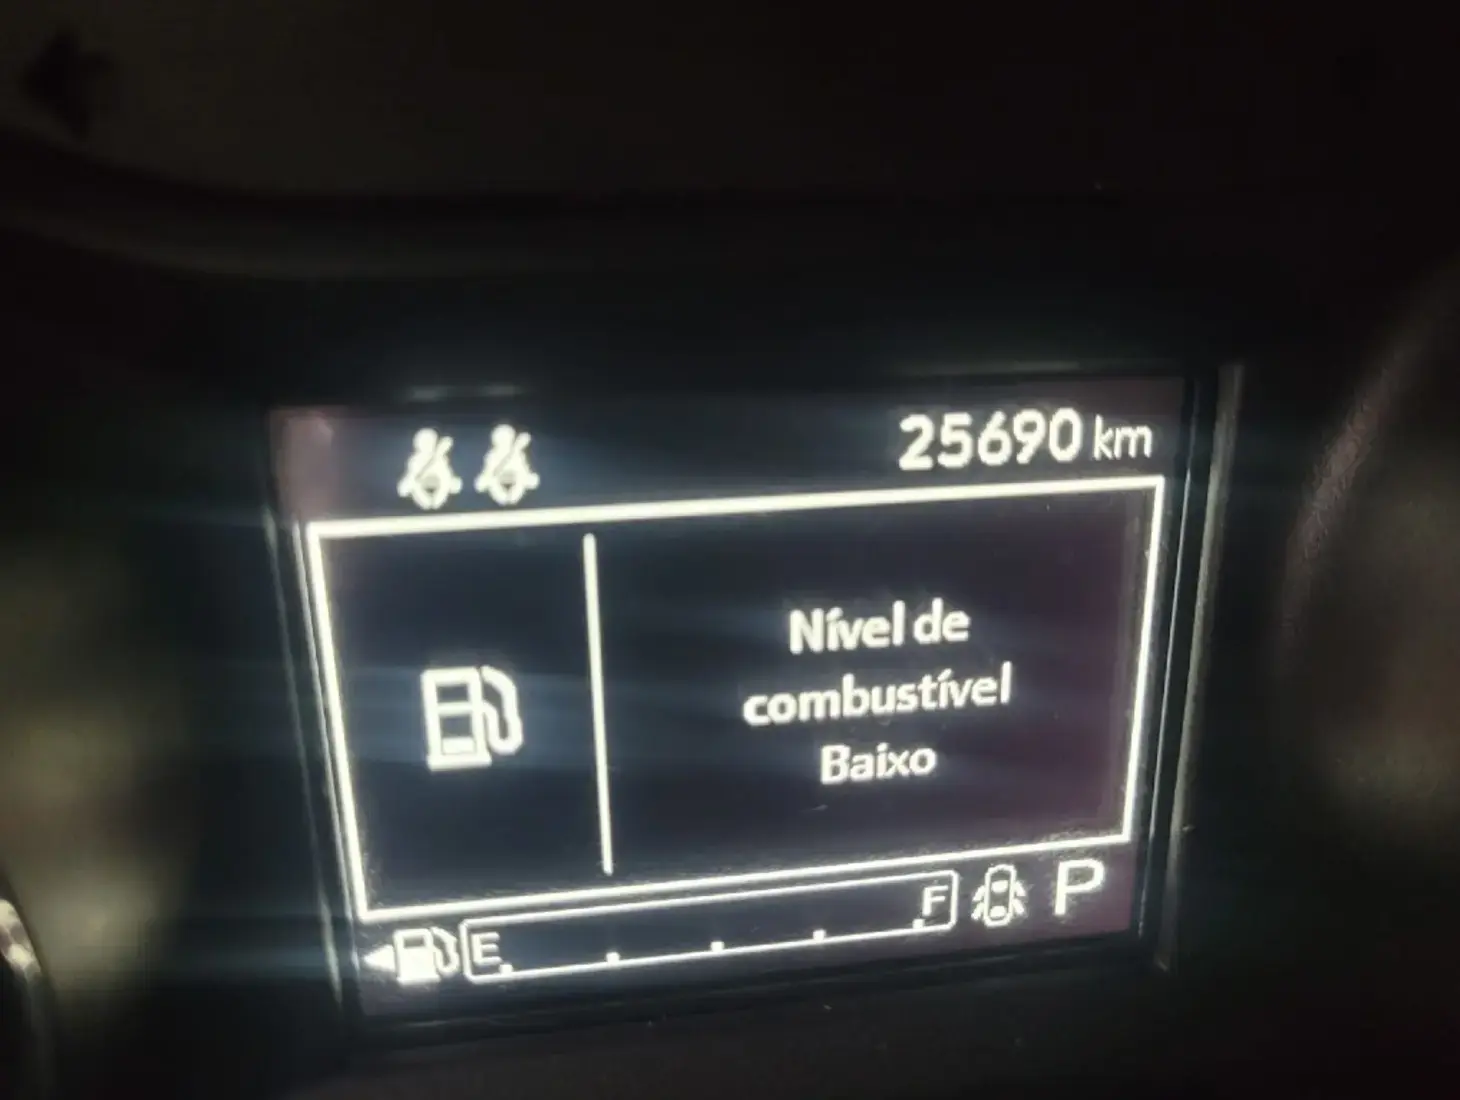 25690 km
Nível de
combustível
Baixo
E F P